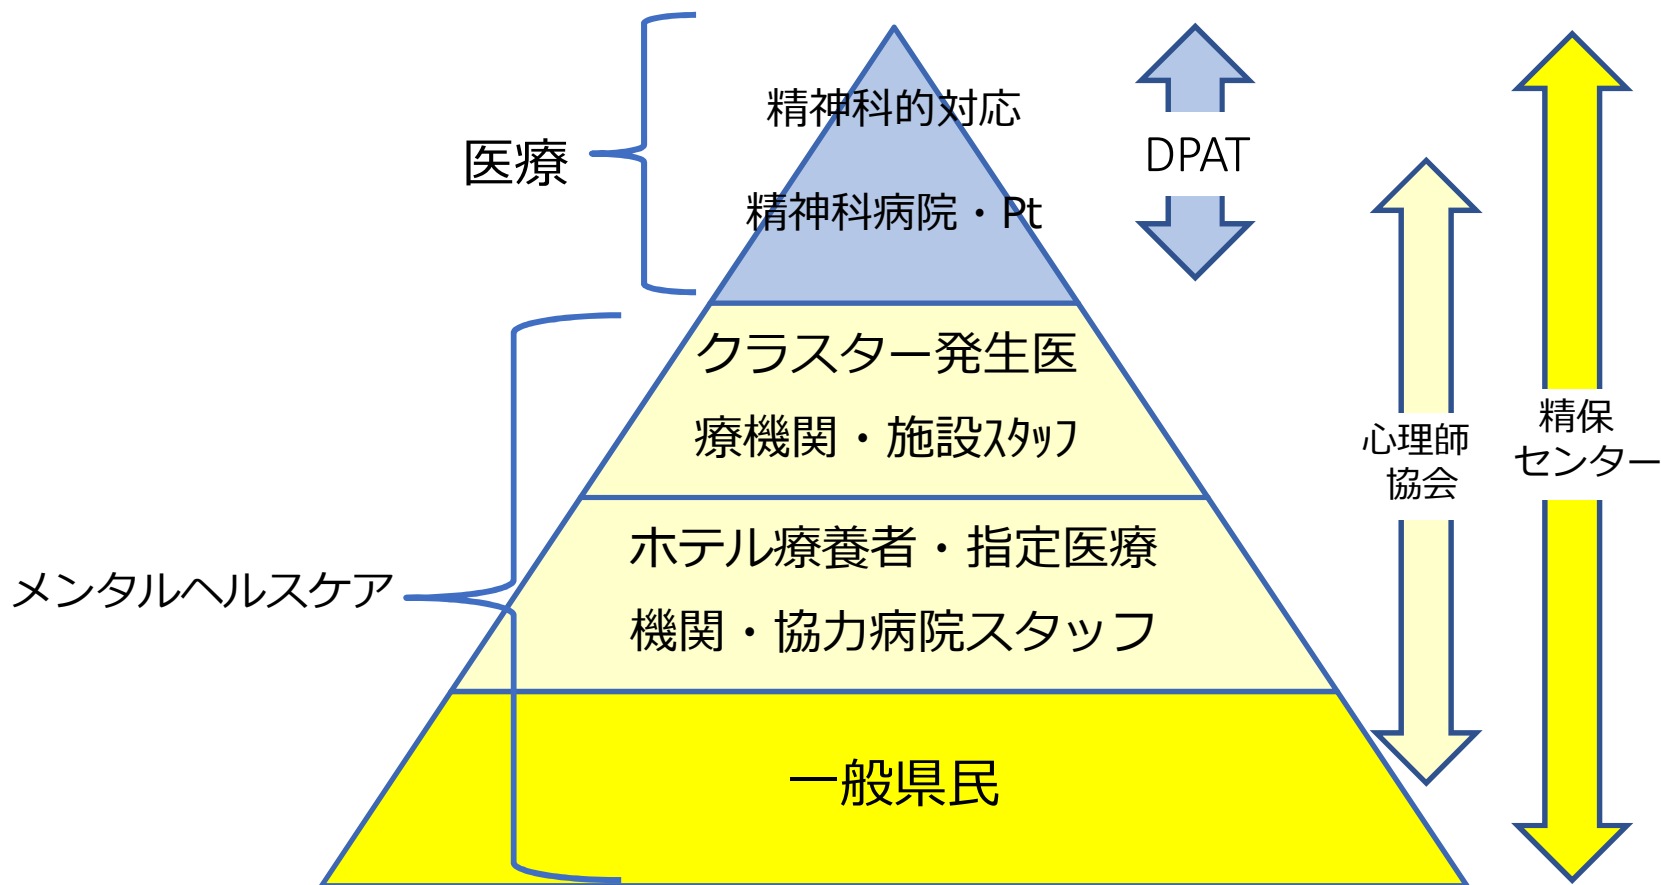 精神科的対応
精神科病院・Pt
医療
DPAT
クラスター発生医
療機関・施設ｽﾀｯﾌ
ホテル療養者・指定医療
機関・協力病院スタッフ
メンタルヘルスケア
一般県民
心理師
協会
精保
センター